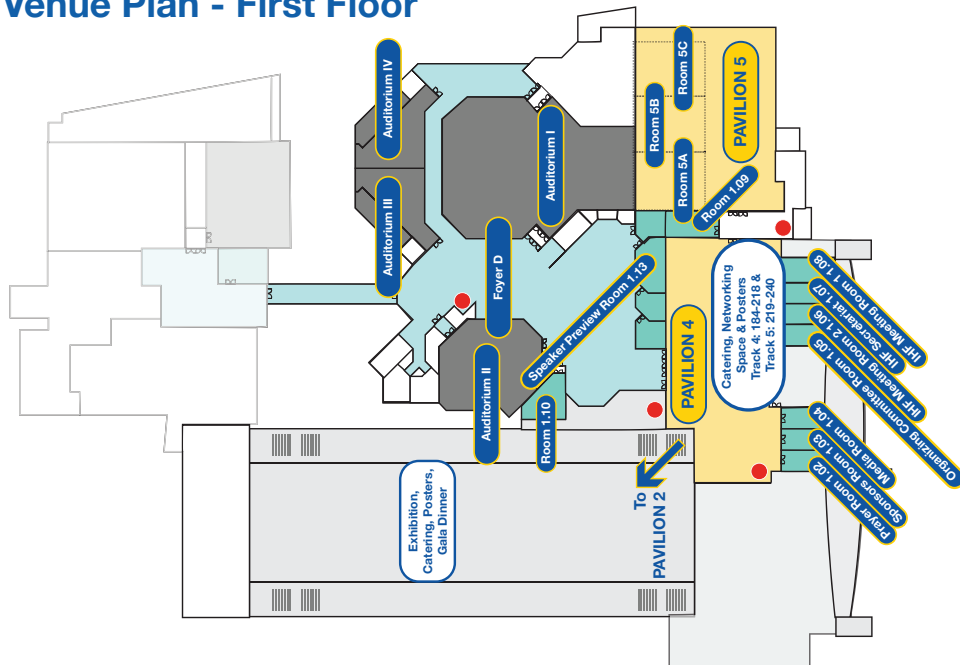 Venue Plan - First Floor
Auditorium IV
Auditorium III
Auditorium I
Foyer D
Auditorium II
Room 5C
Room 5B
Room 5A
PAVILION 5
Room 1.09
Speaker Preview Room 1.13
Room 1.10
PAVILION 4
Catering, Networking
Space & Posters
Track 4: 184-218 &
Track 5: 219-240
IHF Meeting Room 1 1.08
IHF Secretariat 1.07
IHF Meeting Room 2 1.06
Organizing Committee Room 1.05
Media Room 1.04
Sponsors Room 1.03
Prayer Room 1.02
Exhibition,
Catering, Posters,
Gala Dinner
To
PAVILION 2